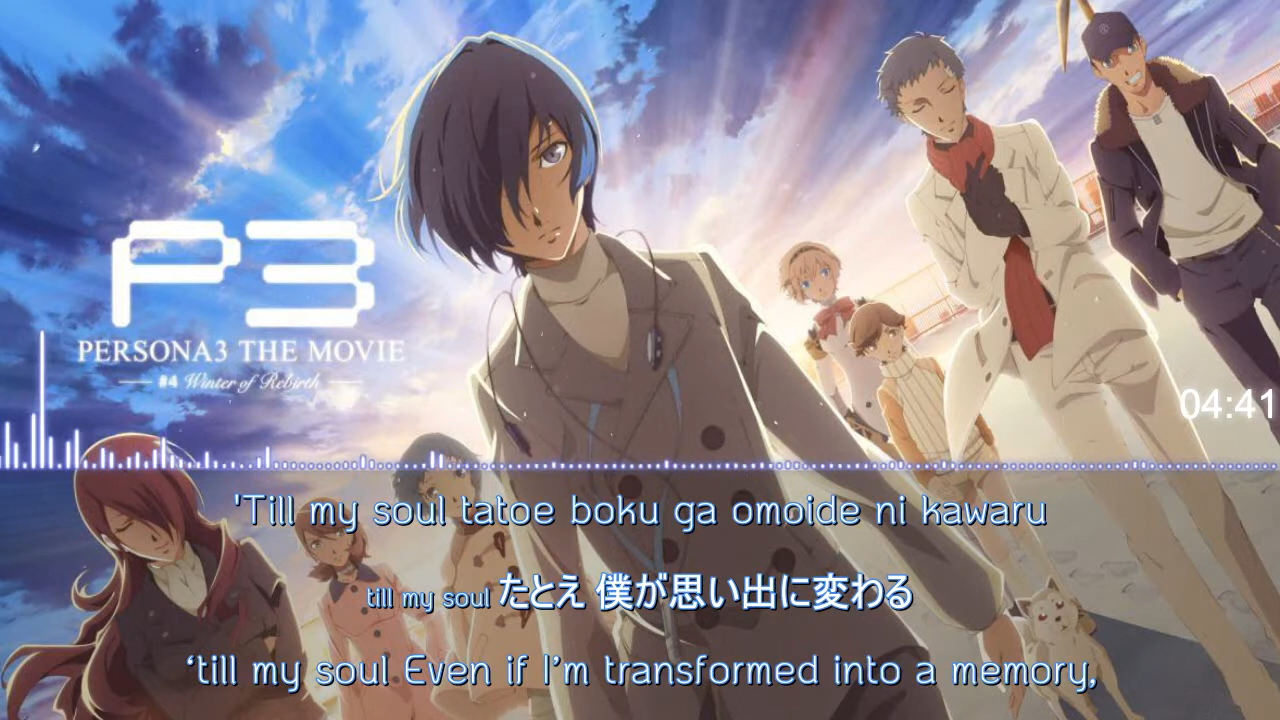 P3
PERSONA3 THE MOVIE
#4 Winter of Rebirth
04:41
'Till my soul tatoe boku ga omoide ni kawaru
till my soul たとえ 僕が思い出に変わる
‘till my soul Even if I’m transformed into a memory,